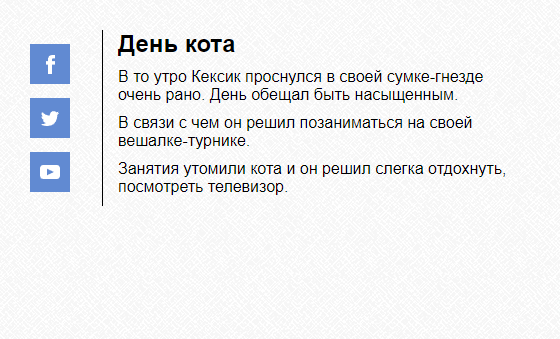 День кота
В то утро Кексик проснулся в своей сумке-гнезде
очень рано. День обещал быть насыщенным.
В связи с чем он решил позаниматься на своей
вешалке-турнике.
Занятия утомили кота и он решил слегка отдохнуть,
посмотреть телевизор.